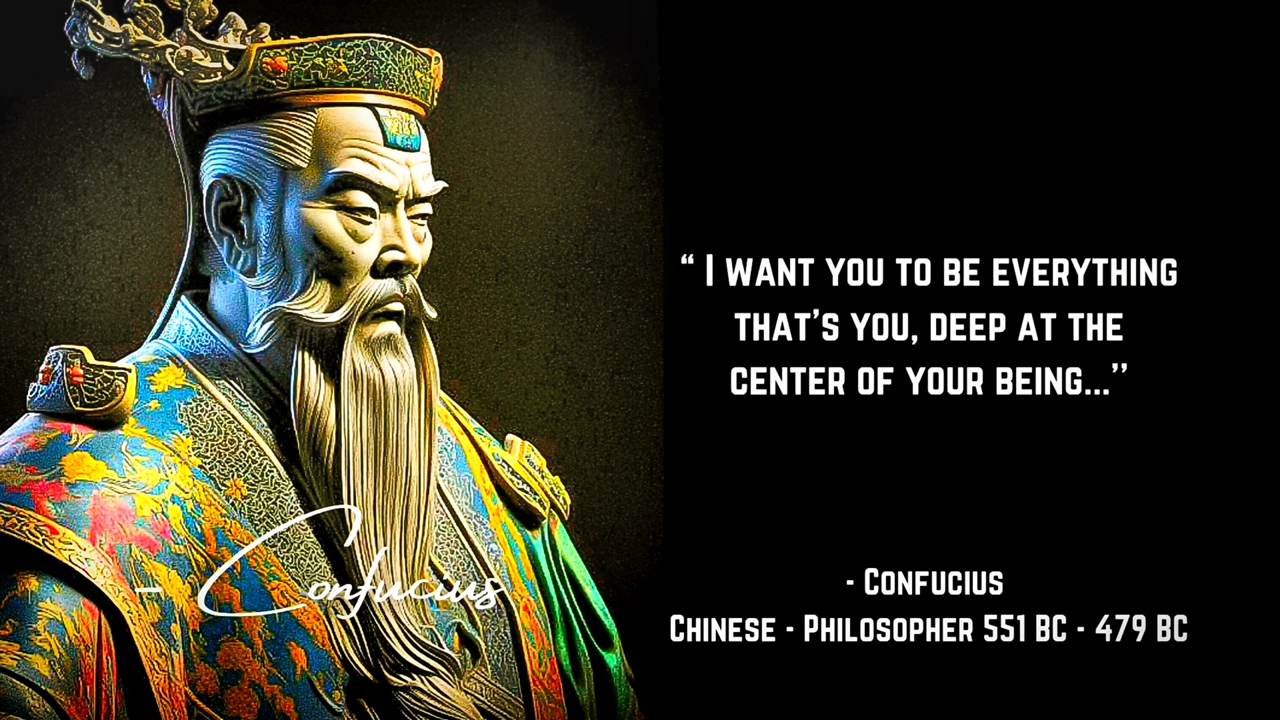 “ I WANT YOU TO BE EVERYTHING
THAT’S YOU, DEEP AT THE
CENTER OF YOUR BEING...’’
- Confucius
- CONFUCIUS
CHINESE - PHILOSOPHER 551 BC - 479 BC